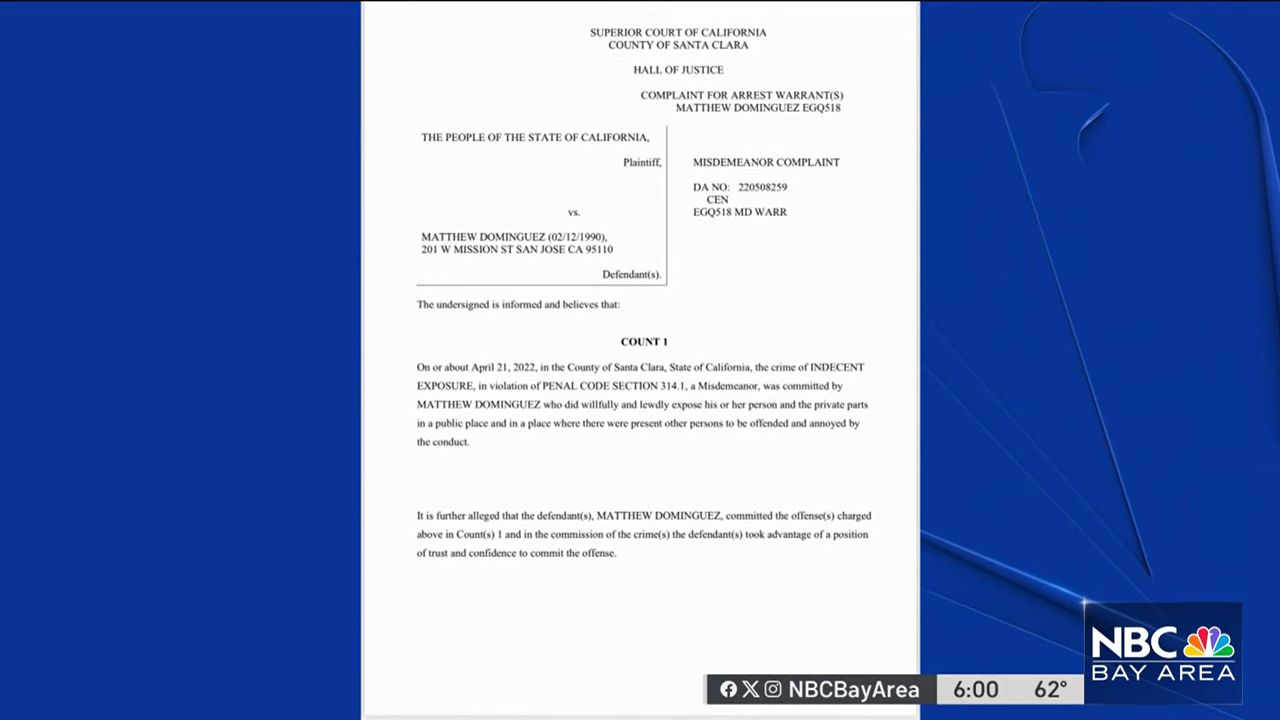 SUPERIOR COURT OF CALIFORNIA
COUNTY OF SANTA CLARA
HALL OF JUSTICE
COMPLAINT FOR ARREST WARRANT(S)
MATTHEW DOMINGUEZ EGQ518
THE PEOPLE OF THE STATE OF CALIFORNIA,
Plaintiff,
vs.
MATTHEW DOMINGUEZ (02/12/1990),
201 W MISSION ST SAN JOSE CA 95110
Defendant(s).
MISDEMEANOR COMPLAINT
DA NO: 220508259
CEN
EGQ518 MD WARR
The undersigned is informed and believes that:
COUNT 1
On or about April 21, 2022, in the County of Santa Clara, State of California, the crime of INDECENT
EXPOSURE, in violation of PENAL CODE SECTION 314.1, a Misdemeanor, was committed by
MATTHEW DOMINGUEZ who did willfully and lewdly expose his or her person and the private parts
in a public place and in a place where there were present other persons to be offended and annoyed by
the conduct.
It is further alleged that the defendant(s), MATTHEW DOMINGUEZ, committed the offense(s) charged
above in Count(s) 1 and in the commission of the crime(s) the defendant(s) took advantage of a position
of trust and confidence to commit the offense.
NBCBayArea 6:00 62°
NBC
BAY AREA